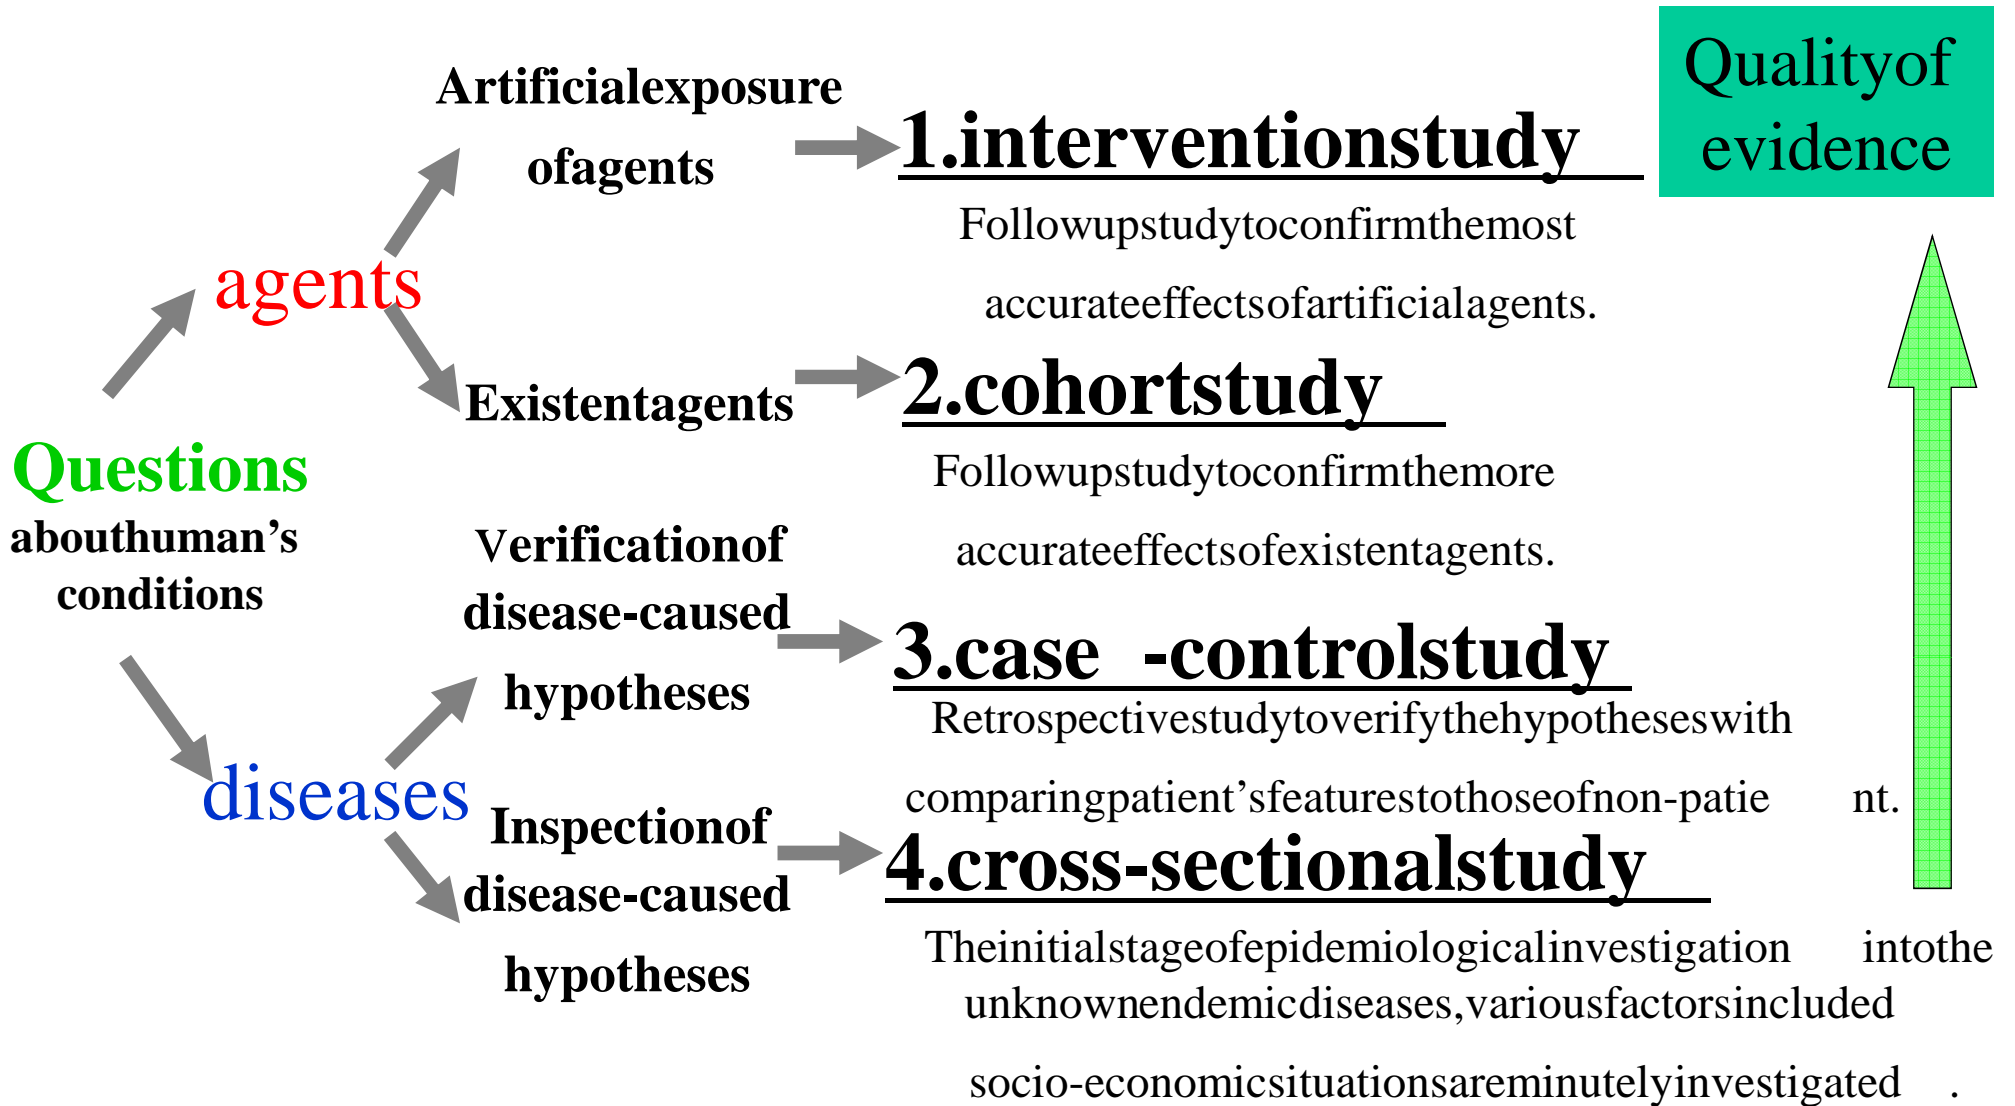 Qualityof
evidence
Artificialexposure
ofagents
1.interventionstudy
Followupstudytoconfirmthemost
accurateeffectsofartificialagents.
agents
Existentagents
2.cohortstudy
Followupstudytoconfirmthemore
accurateeffectsofexistentagents.
Questions
abouthuman's
conditions
Verificationof
disease-caused
hypotheses
3.case -controlstudy
Retrospectivestudytoverifythehypotheseswith
comparingpatient'sfeaturestothoseofnon-patie nt.
diseases
Inspectionof
disease-caused
hypotheses
4.cross-sectionalstudy
Theinitialstageofepidemiologicalinvestigation intothe
unknownendemicdiseases,variousfactorsincluded
socio-economicsituationsareminutelyinvestigated .